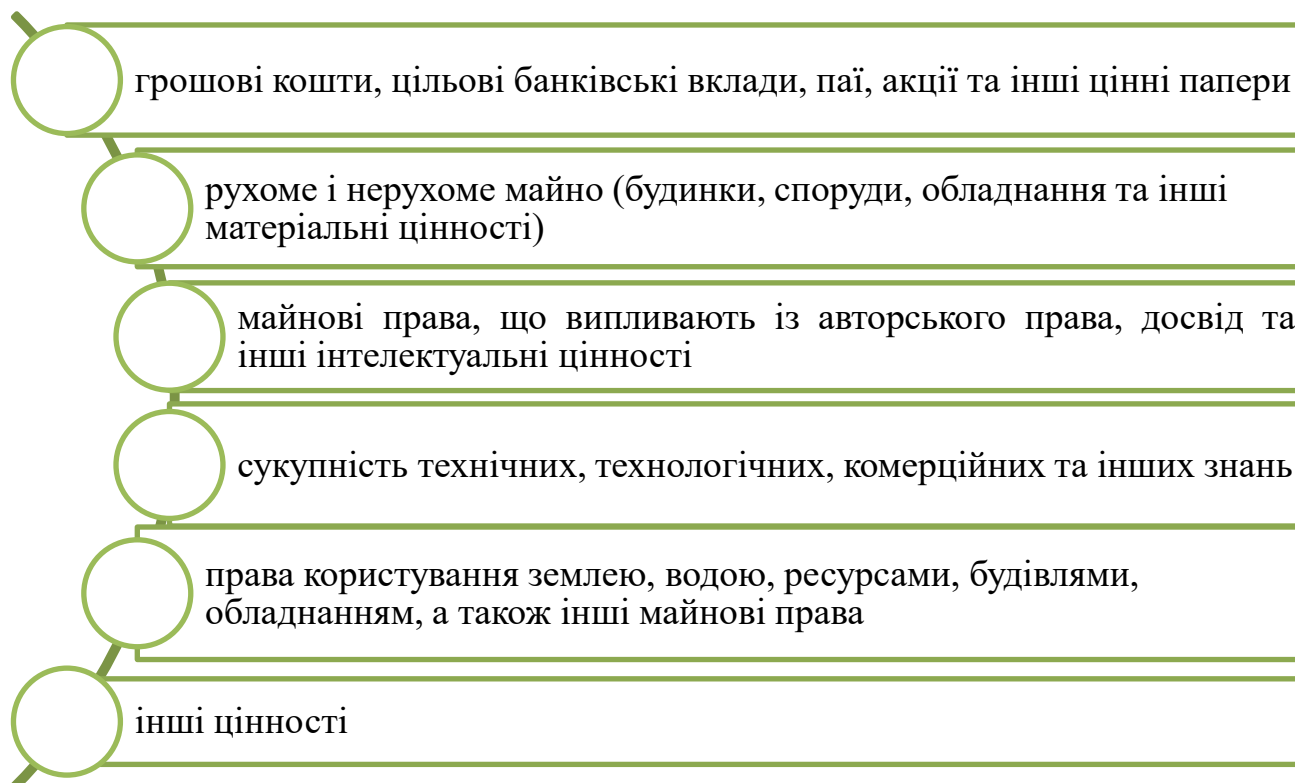 грошові кошти, цільові банківські вклади, паї, акції та інші цінні папери
рухоме і нерухоме майно (будинки, споруди, обладнання та інші
матеріальні цінності)
майнові права, що випливають із авторського права, досвід та
інші інтелектуальні цінності
сукупність технічних, технологічних, комерційних та інших знань
права користування землею, водою, ресурсами, будівлями,
обладнанням, а також інші майнові права
інші цінності